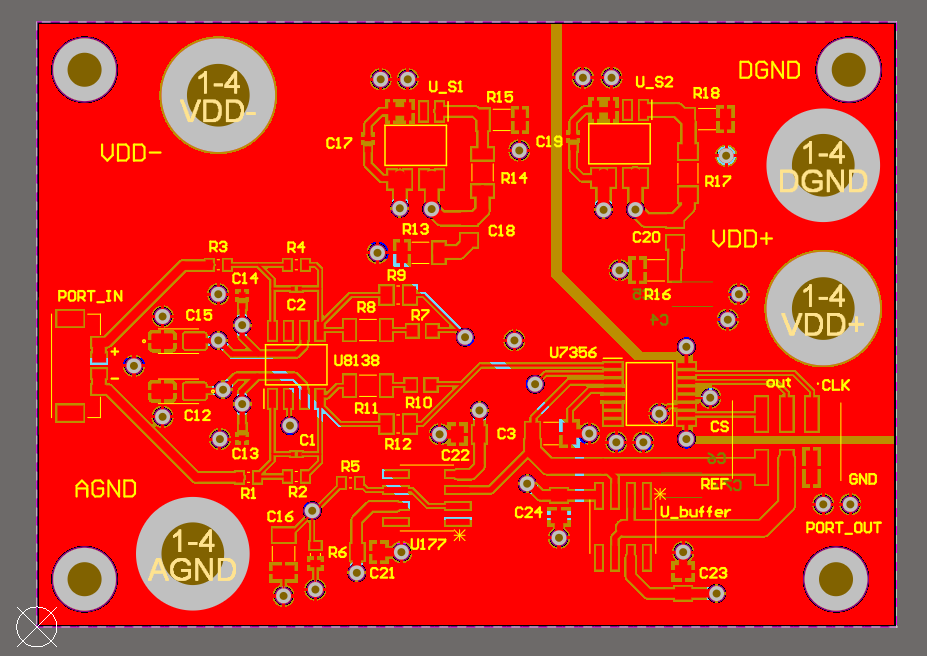 1-4
VDD-
VDD-
U_S1
R15
C17
R14
R13
C18
U_S2
R18
C19
R17
C20
R16
DGND
1-4
DGND
VDD+
1-4
VDD+
R3
R4
C14
C2
R9
R8
R7
PORT_IN
C15
+
-
U8138
C12
C13
C1
R11
R10
R12
R1
R2
U7356
out
CLK
CS
C3
C22
C5
C4
C6
C7
REF
GND
PORT_OUT
AGND
1-4
AGND
R5
C16
R6
C21
U177
C24
U_buffer
C23